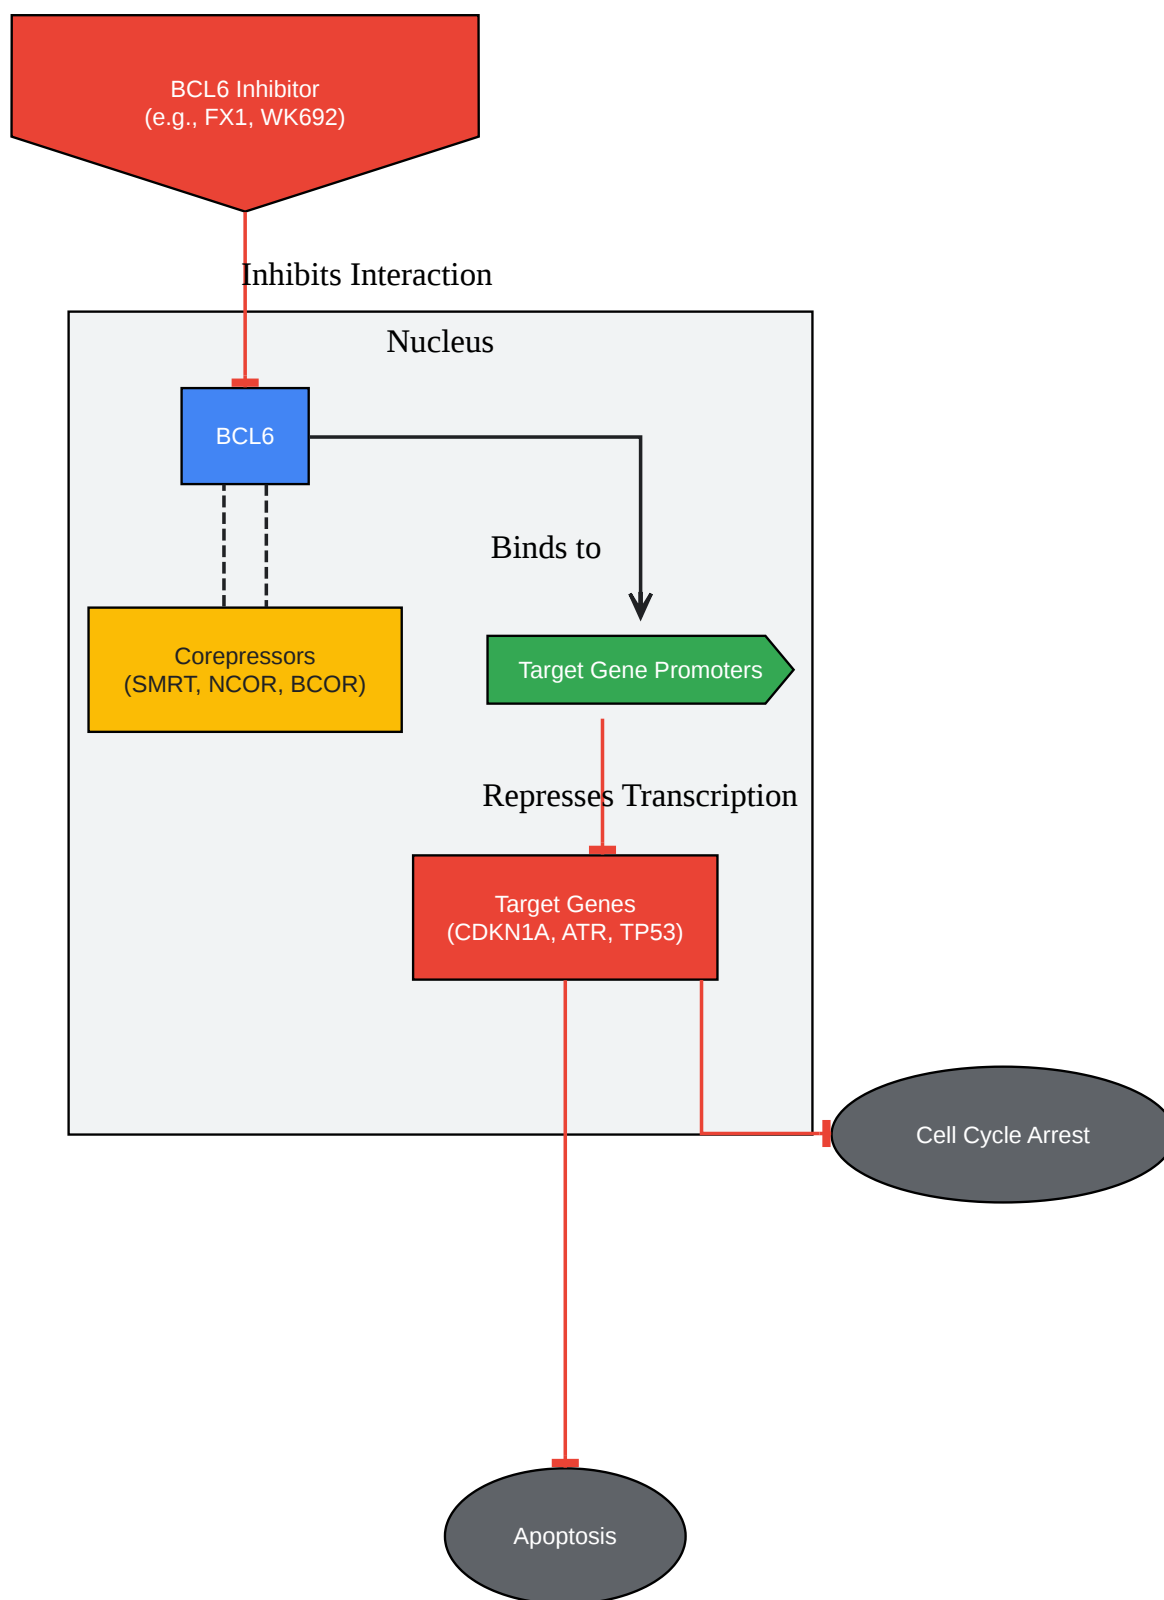 BCL6 Inhibitor
(e.g., FX1, WK692)
Inhibits Interaction
Nucleus
BCL6
Binds to
Corepressors
(SMRT, NCOR, BCOR)
Target Gene Promoters
Represses Transcription
Target Genes
(CDKN1A, ATR, TP53)
Cell Cycle Arrest
Apoptosis